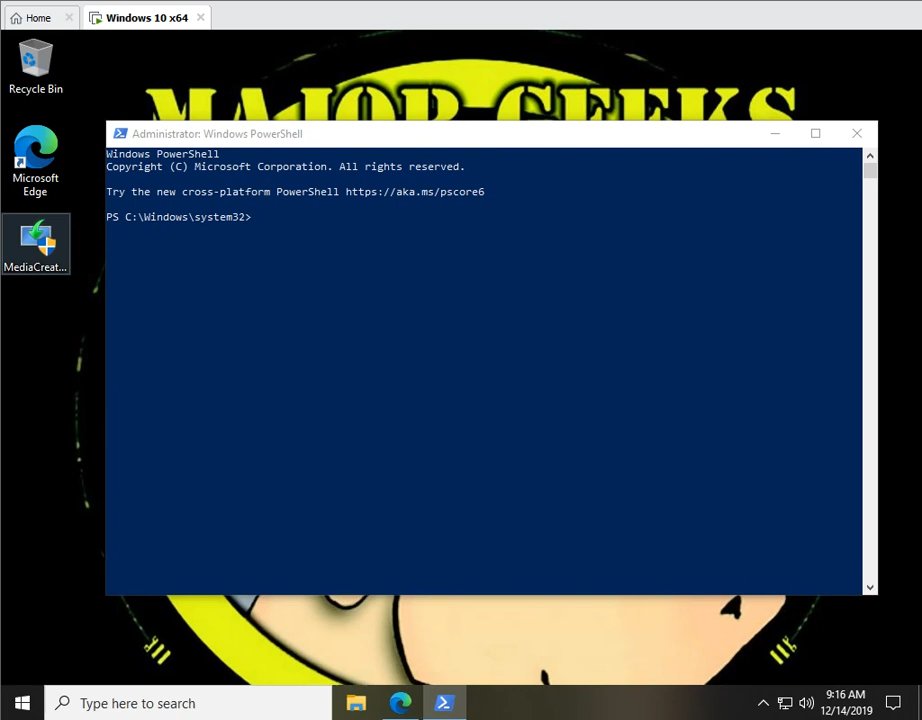 Home
Windows 10 x64
Recycle Bin
MAJOR GEEKS
Microsoft
Edge
MediaCreat...
Administrator: Windows PowerShell
Windows PowerShell
Copyright (C) Microsoft Corporation. All rights reserved.
Try the new cross-platform PowerShell https://aka.ms/pscore6
PS C:\Windows\system32>
Type here to search
9:16 AM
12/14/2019